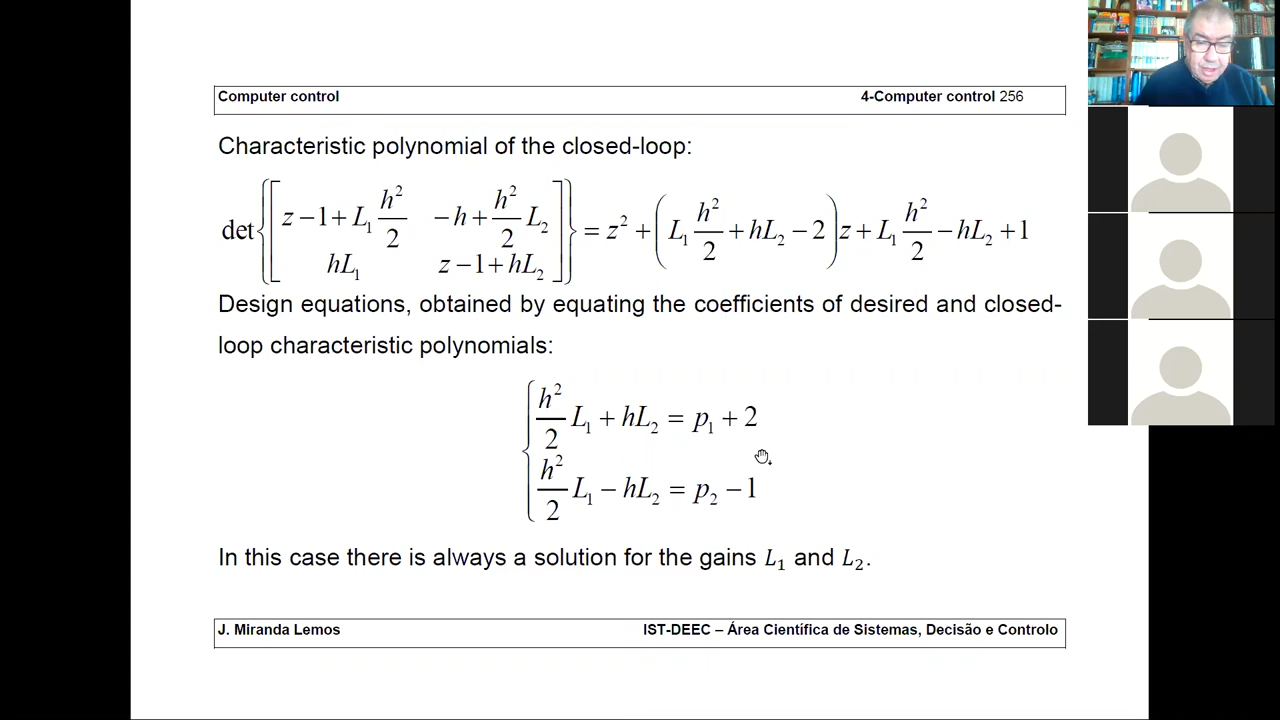 Computer control 4-Computer control 256
Characteristic polynomial of the closed-loop:
det{[z−1+L₁ h²/2   −h+h²/2 L₂; hL₁   z−1+hL₂]} = z² + (L₁ h²/2 + hL₂ − 2) z + L₁ h²/2 − hL₂ + 1
Design equations, obtained by equating the coefficients of desired and closed-
loop characteristic polynomials:
{ h²/2 L₁ + hL₂ = p₁ + 2
h²/2 L₁ − hL₂ = p₂ − 1
In this case there is always a solution for the gains L₁ and L₂.
J. Miranda Lemos IST-DEEC – Área Científica de Sistemas, Decisão e Controlo